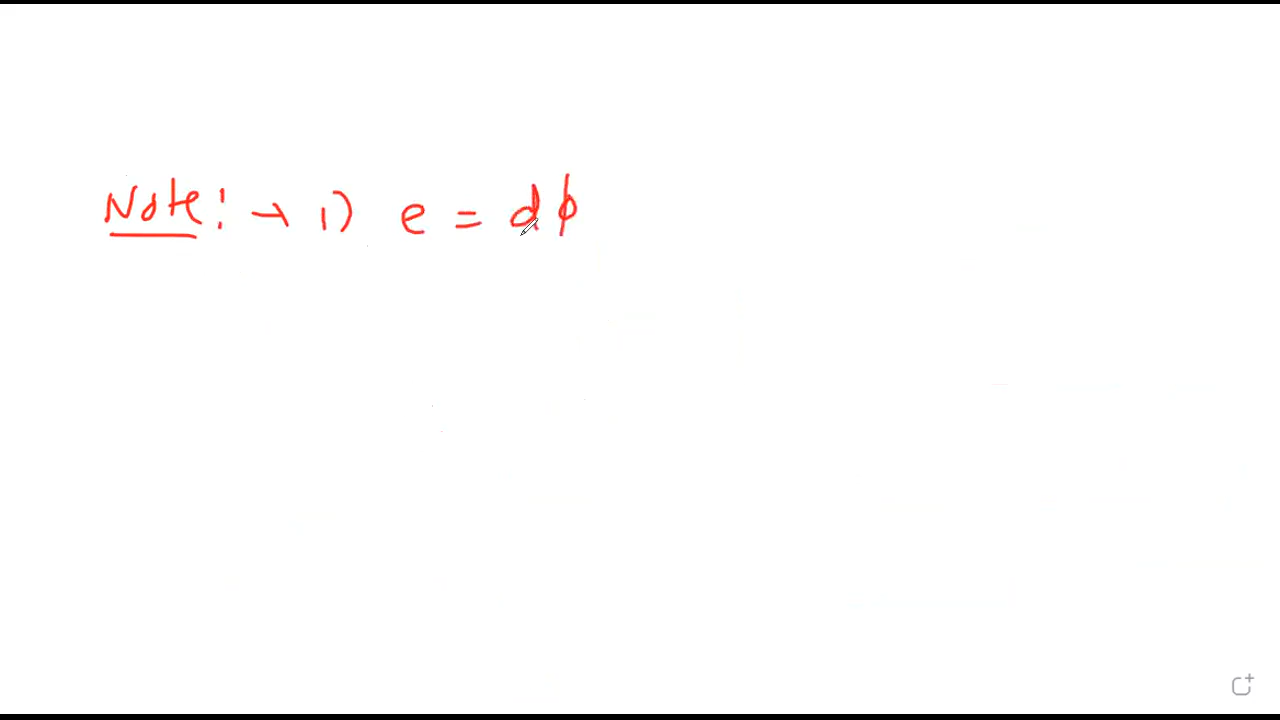 Note: → 1) e = dϕ